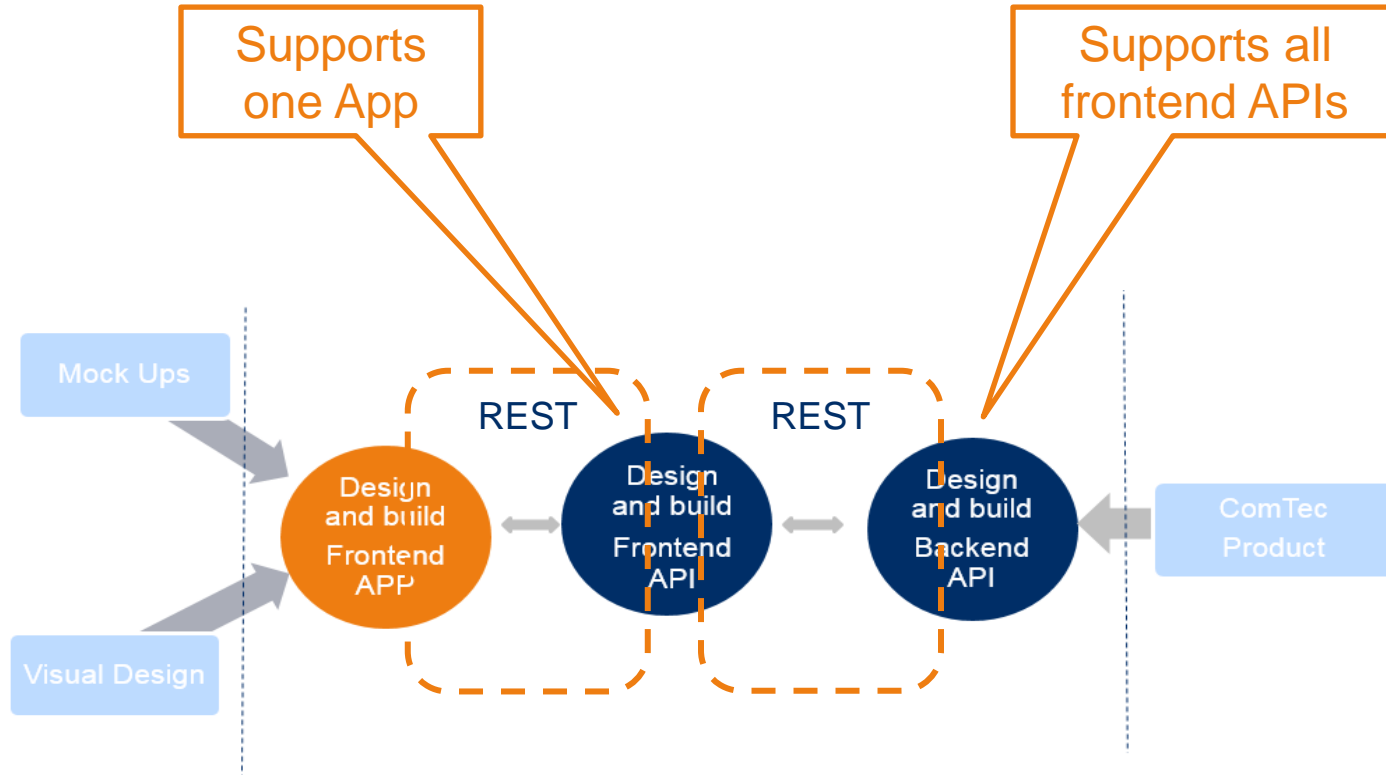 Supports
one App
Supports all
frontend APIs
Mock Ups
Visual Design
REST
REST
Design
and build
Frontend
APP
Design
and build
Frontend
API
Design
and build
Backend
API
ComTec
Product